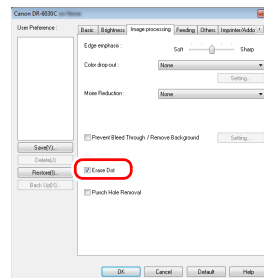 Canon DR-6030C
User Preference :
Basic Brightness Image processing Feeding Others Imprinter/Addo
Edge emphasis :
Soft Sharp
Color drop-out :
None
Setting...
Moire Reduction :
None
Prevent Bleed Through / Remove Background
Setting...
Save(Y)...
Delete(J)
Erase Dot
Restore(I)...
Back Up(X)...
Punch Hole Removal
OK Cancel Default Help